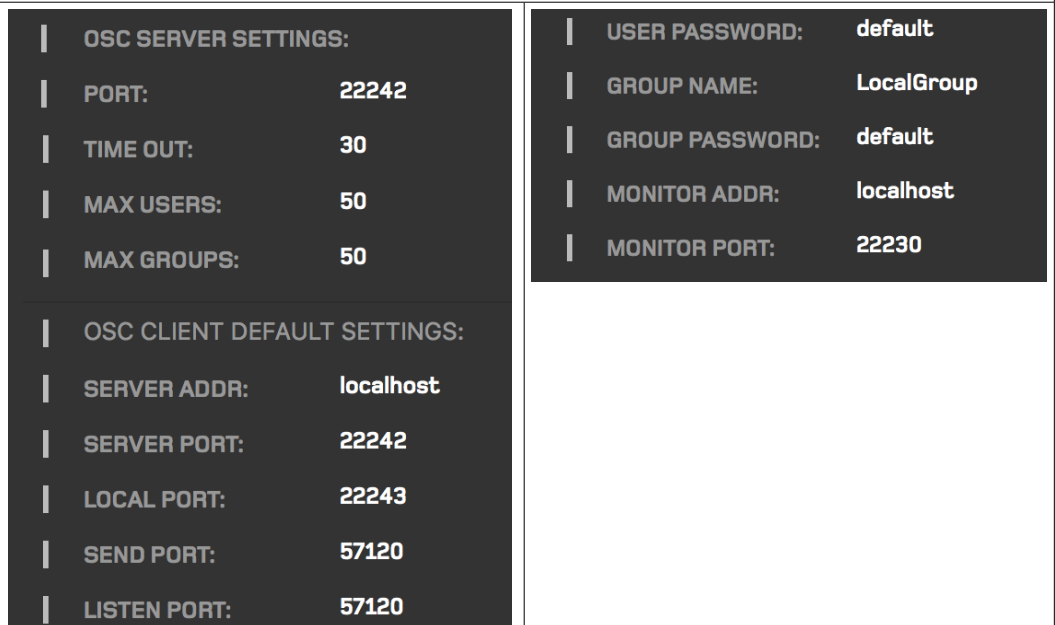 OSC SERVER SETTINGS:
PORT: 22242
TIME OUT: 30
MAX USERS: 50
MAX GROUPS: 50
OSC CLIENT DEFAULT SETTINGS:
SERVER ADDR: localhost
SERVER PORT: 22242
LOCAL PORT: 22243
SEND PORT: 57120
LISTEN PORT: 57120
USER PASSWORD: default
GROUP NAME: LocalGroup
GROUP PASSWORD: default
MONITOR ADDR: localhost
MONITOR PORT: 22230